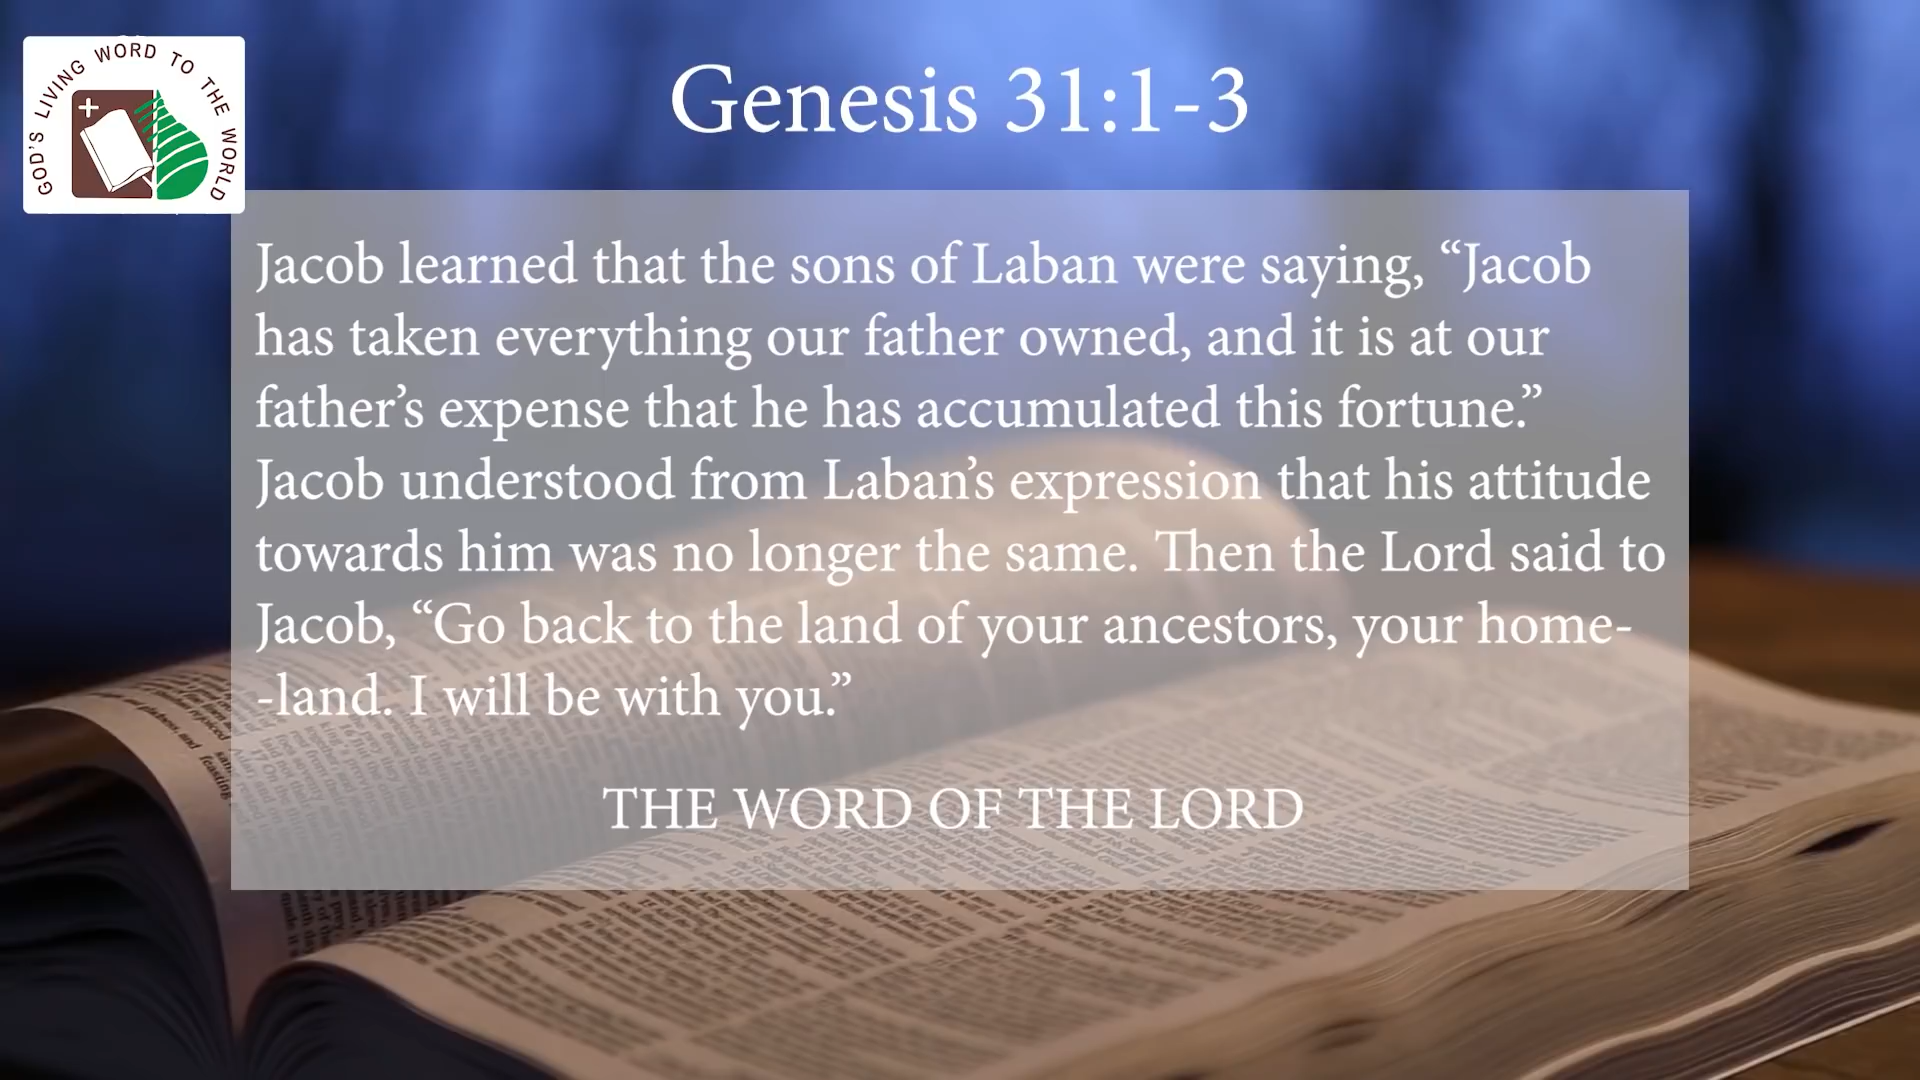 GOD'S LIVING WORD TO THE WORLD
Genesis 31:1-3
Jacob learned that the sons of Laban were saying, “Jacob
has taken everything our father owned, and it is at our
father’s expense that he has accumulated this fortune.”
Jacob understood from Laban’s expression that his attitude
towards him was no longer the same. Then the Lord said to
Jacob, “Go back to the land of your ancestors, your home-
-land. I will be with you.”
THE WORD OF THE LORD
feasting